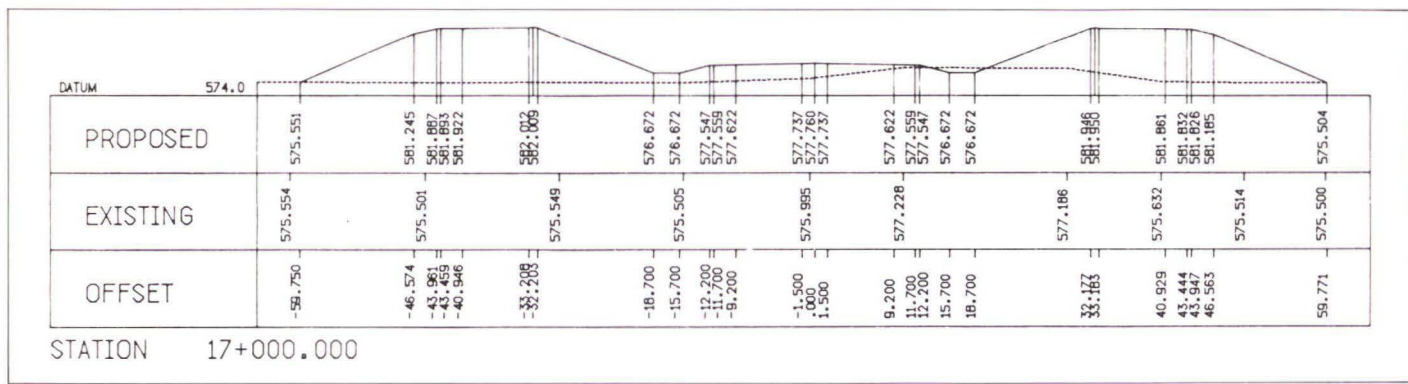 DATUM 574.0
PROPOSED 575.551 581.245 581.887 581.893 581.922 582.012 582.009 576.672 576.672 577.547 577.559 577.622 577.737 577.760 577.737 577.622 577.559 577.547 576.672 576.672 581.946 581.950 581.861 581.832 581.826 581.185 575.504
EXISTING 575.554 575.501 575.549 575.505 575.995 577.228 577.186 575.632 575.514 575.500
OFFSET -59.750 -46.574 -43.961 -43.459 -40.946 -33.208 -32.203 -18.700 -15.700 -12.200 -11.700 -9.200 -1.500 .000 1.500 9.200 11.700 12.200 15.700 18.700 33.183 40.929 43.444 43.947 46.563 59.771
STATION 17+000.000